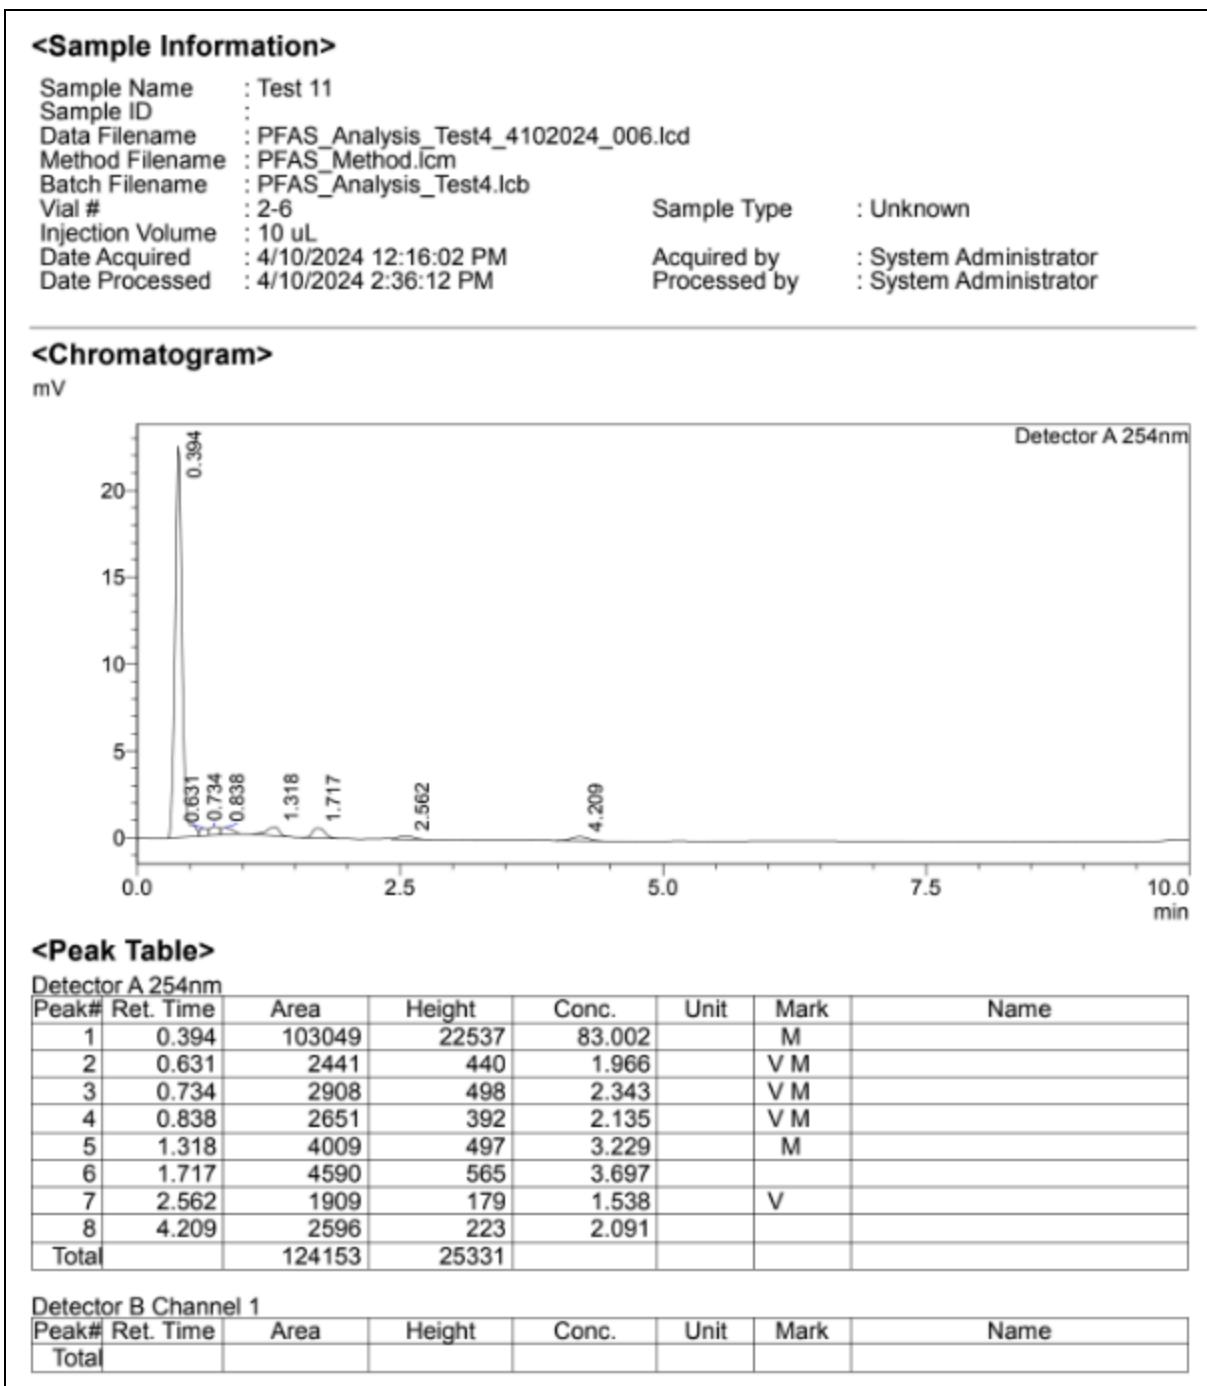 <Sample Information>
Sample Name : Test 11
Sample ID :
Data Filename : PFAS_Analysis_Test4_4102024_006.lcd
Method Filename : PFAS_Method.lcm
Batch Filename : PFAS_Analysis_Test4.lcb
Vial # : 2-6 Sample Type : Unknown
Injection Volume : 10 uL
Date Acquired : 4/10/2024 12:16:02 PM Acquired by : System Administrator
Date Processed : 4/10/2024 2:36:12 PM Processed by : System Administrator
<Chromatogram>
mV
Detector A 254nm
0.394
20
15
10
5
0.631
0.734
0.838
1.318
1.717
2.562
4.209
0
0.0 2.5 5.0 7.5 10.0
min
<Peak Table>
Detector A 254nm
Peak# Ret. Time Area Height Conc. Unit Mark Name
1 0.394 103049 22537 83.002 M
2 0.631 2441 440 1.966 V M
3 0.734 2908 498 2.343 V M
4 0.838 2651 392 2.135 V M
5 1.318 4009 497 3.229 M
6 1.717 4590 565 3.697
7 2.562 1909 179 1.538 V
8 4.209 2596 223 2.091
Total 124153 25331
Detector B Channel 1
Peak# Ret. Time Area Height Conc. Unit Mark Name
Total